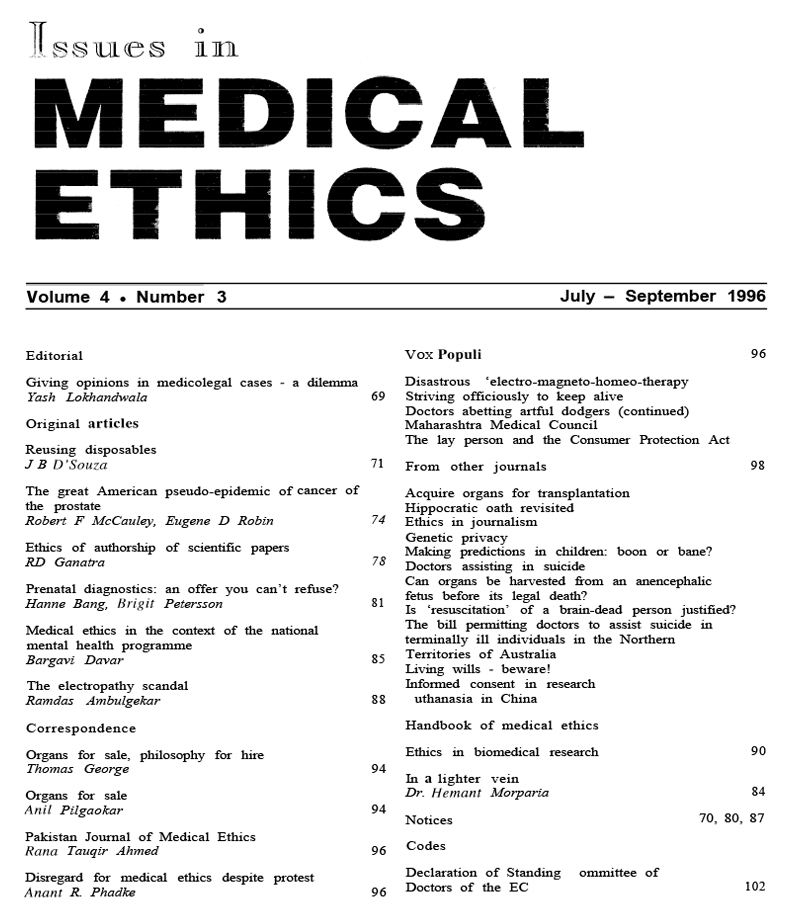 Issues in
MEDICAL
ETHICS
Volume 4 • Number 3
July – September 1996
Editorial
Giving opinions in medicolegal cases - a dilemma
Yash Lokhandwala 69
Original articles
Reusing disposables
J B D'Souza 71
The great American pseudo-epidemic of cancer of
the prostate
Robert F McCauley, Eugene D Robin 74
Ethics of authorship of scientific papers
RD Ganatra 78
Prenatal diagnostics: an offer you can't refuse?
Hanne Bang, Brigit Petersson 81
Medical ethics in the context of the national
mental health programme
Bargavi Davar 85
The electropathy scandal
Ramdas Ambulgekar 88
Correspondence
Organs for sale, philosophy for hire
Thomas George 94
Organs for sale
Anil Pilgaokar 94
Pakistan Journal of Medical Ethics
Rana Tauqir Ahmed 96
Disregard for medical ethics despite protest
Anant R. Phadke 96
Vox Populi 96
Disastrous 'electro-magneto-homeo-therapy
Striving officiously to keep alive
Doctors abetting artful dodgers (continued)
Maharashtra Medical Council
The lay person and the Consumer Protection Act
From other journals 98
Acquire organs for transplantation
Hippocratic oath revisited
Ethics in journalism
Genetic privacy
Making predictions in children: boon or bane?
Doctors assisting in suicide
Can organs be harvested from an anencephalic
fetus before its legal death?
Is 'resuscitation' of a brain-dead person justified?
The bill permitting doctors to assist suicide in
terminally ill individuals in the Northern
Territories of Australia
Living wills - beware!
Informed consent in research
uthanasia in China
Handbook of medical ethics
Ethics in biomedical research 90
In a lighter vein
Dr. Hemant Morparia 84
Notices 70, 80, 87
Codes
Declaration of Standing ommittee of
Doctors of the EC 102